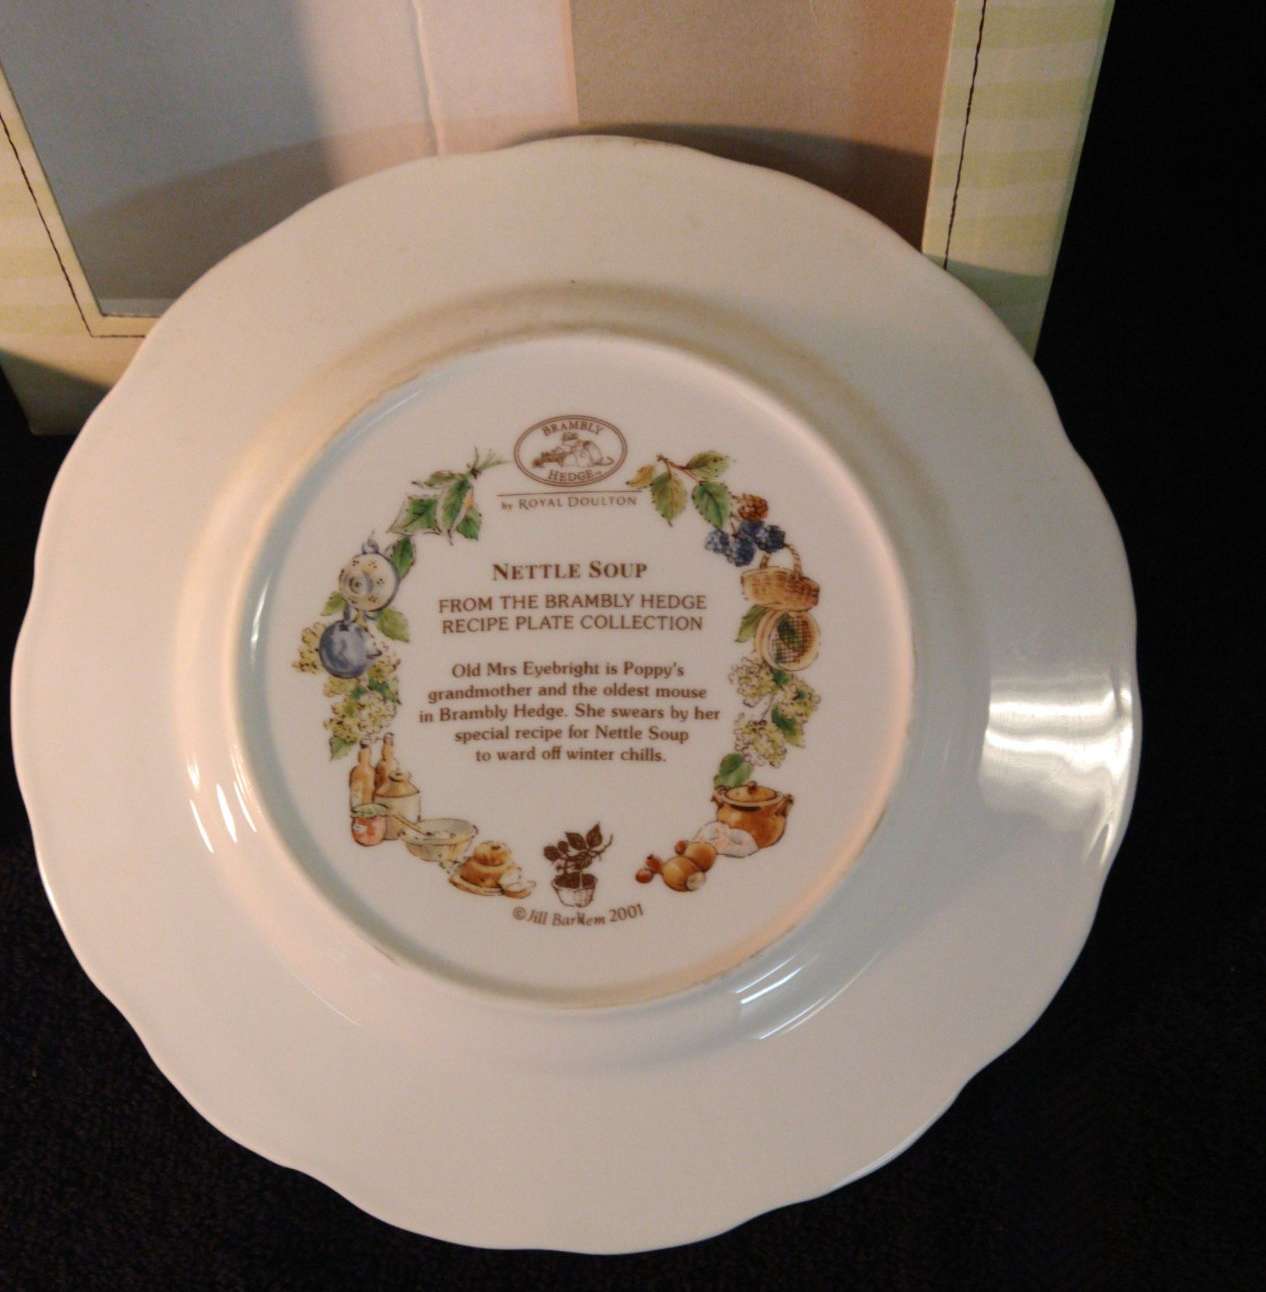 BRAMBLY
HEDGE™
by ROYAL DOULTON
NETTLE SOUP
FROM THE BRAMBLY HEDGE
RECIPE PLATE COLLECTION
Old Mrs Eyebright is Poppy's
grandmother and the oldest mouse
in Brambly Hedge. She swears by her
special recipe for Nettle Soup
to ward off winter chills.
©Jill Barklem 2001